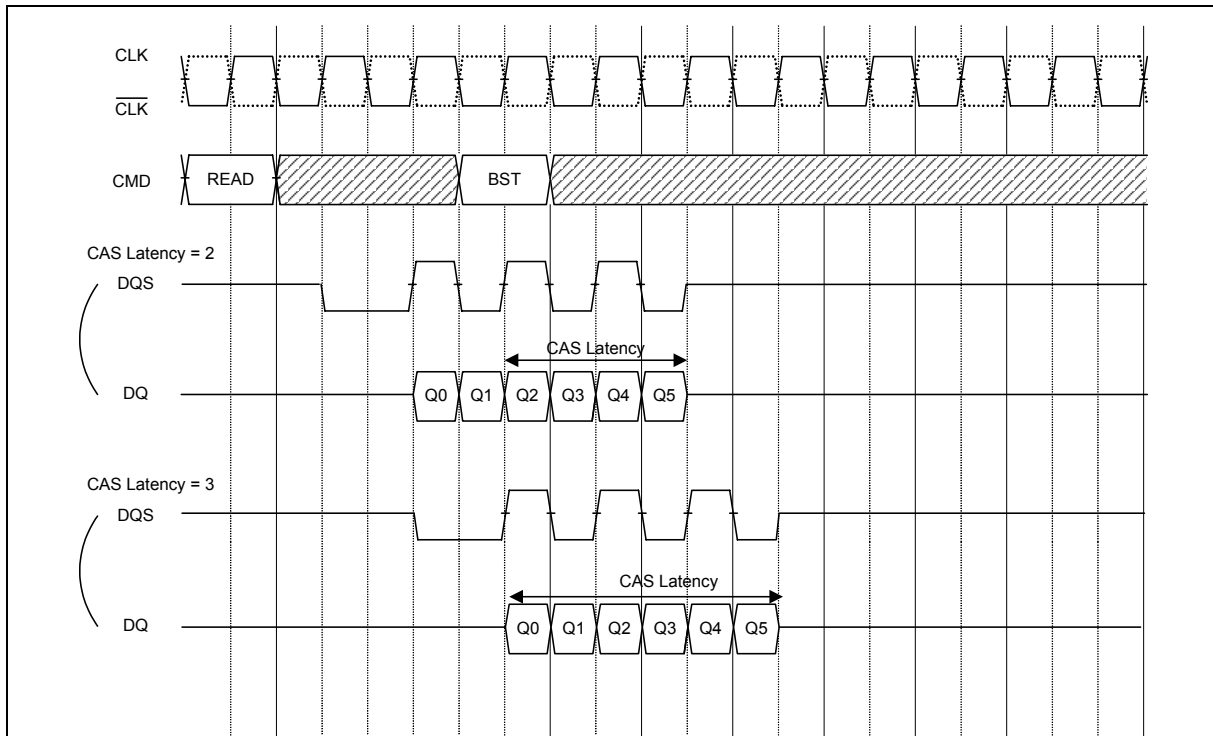 CLK
C̅L̅K̅
CMD READ BST
CAS Latency = 2
DQS
CAS Latency
DQ Q0 Q1 Q2 Q3 Q4 Q5
CAS Latency = 3
DQS
CAS Latency
DQ Q0 Q1 Q2 Q3 Q4 Q5